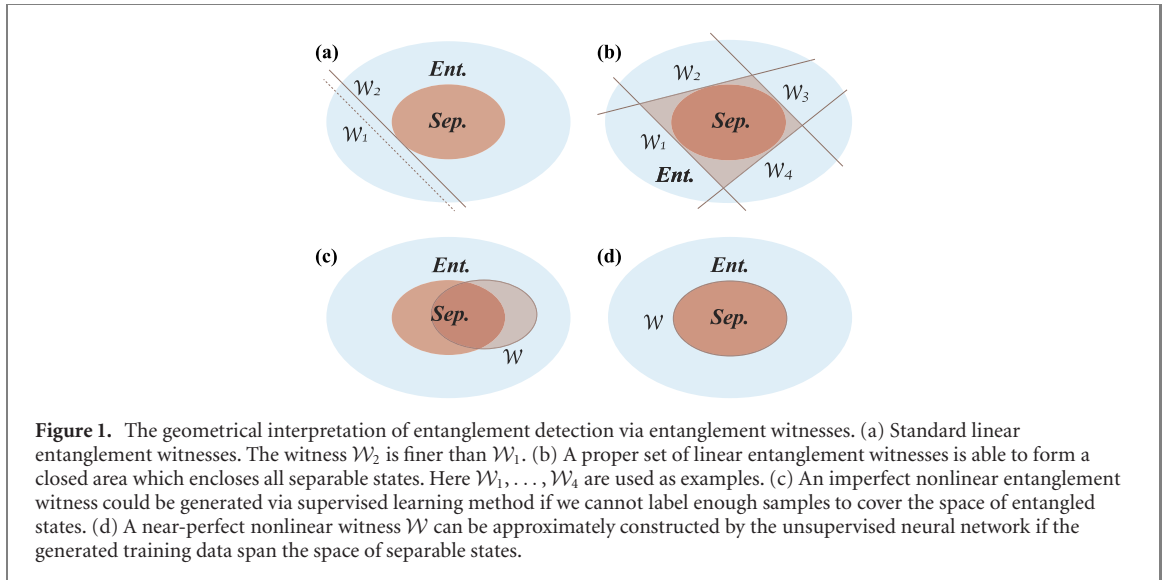 (a)
Ent.
Sep.
𝒲₂
𝒲₁
(b)
𝒲₂
𝒲₃
Sep.
𝒲₁
𝒲₄
Ent.
(c)
Ent.
Sep.
𝒲
(d)
Ent.
𝒲
Sep.
Figure 1. The geometrical interpretation of entanglement detection via entanglement witnesses. (a) Standard linear
entanglement witnesses. The witness 𝒲₂ is finer than 𝒲₁. (b) A proper set of linear entanglement witnesses is able to form a
closed area which encloses all separable states. Here 𝒲₁, . . . , 𝒲₄ are used as examples. (c) An imperfect nonlinear entanglement
witness could be generated via supervised learning method if we cannot label enough samples to cover the space of entangled
states. (d) A near-perfect nonlinear witness 𝒲 can be approximately constructed by the unsupervised neural network if the
generated training data span the space of separable states.